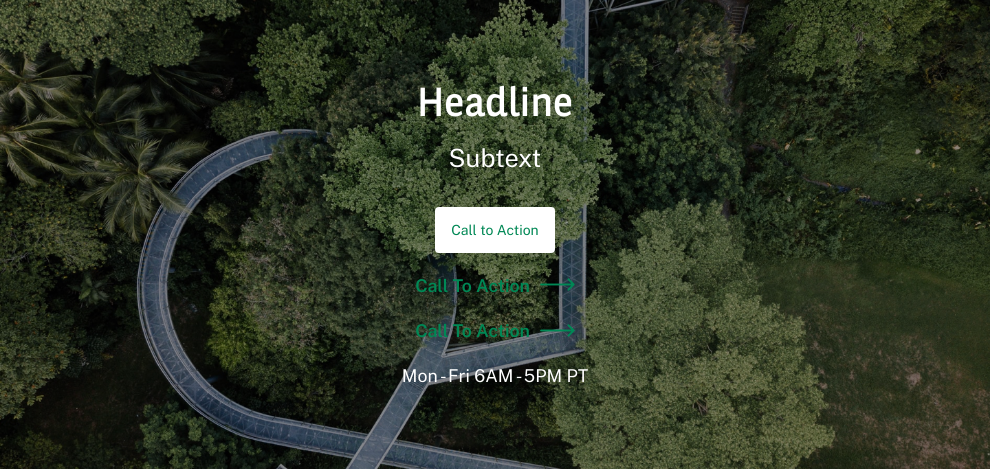 Headline
Subtext
Call to Action
Call To Action
Call To Action
Mon - Fri 6AM - 5PM PT